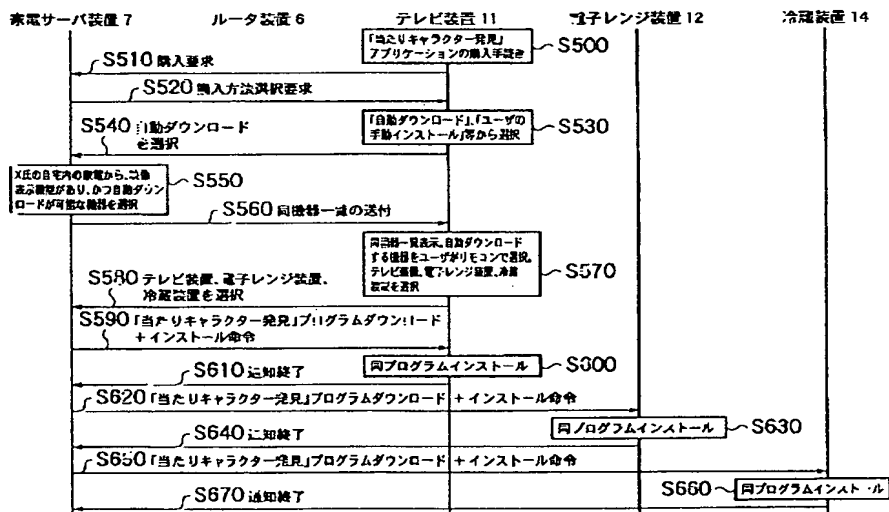 家電サーバ装置 7
ルータ装置 6
テレビ装置 11
電子レンジ装置 12
冷蔵装置 14
「当たりキャラクター発見」
アプリケーションの購入手続き
S500
S510 購入要求
S520 購入方法選択要求
「自動ダウンロード」、「ユーザの
手動インストール」等から選択
S530
S540 自動ダウンロード
を選択
X氏の自宅内の家電から、
表示機能があり、かつ自動ダウン
ロードが可能な機器を選択
S550
S560 同機器一覧の送付
同機器一覧表示、自動ダウンロード
する機器をユーザがリモコンで選択。
テレビ装置、電子レンジ装置、冷蔵
装置を選択
S570
S580 テレビ装置、電子レンジ装置、
冷蔵装置を選択
S590「当たりキャラクター発見」プログラムダウンロード
+インストール命令
同プログラムインストール
S600
S610 通知終了
S620「当たりキャラクター発見」プログラムダウンロード +インストール命令
同プログラムインストール
S630
S640 通知終了
S650「当たりキャラクター発見」プログラムダウンロード +インストール命令
S660
同プログラムインストール
S670 通知終了